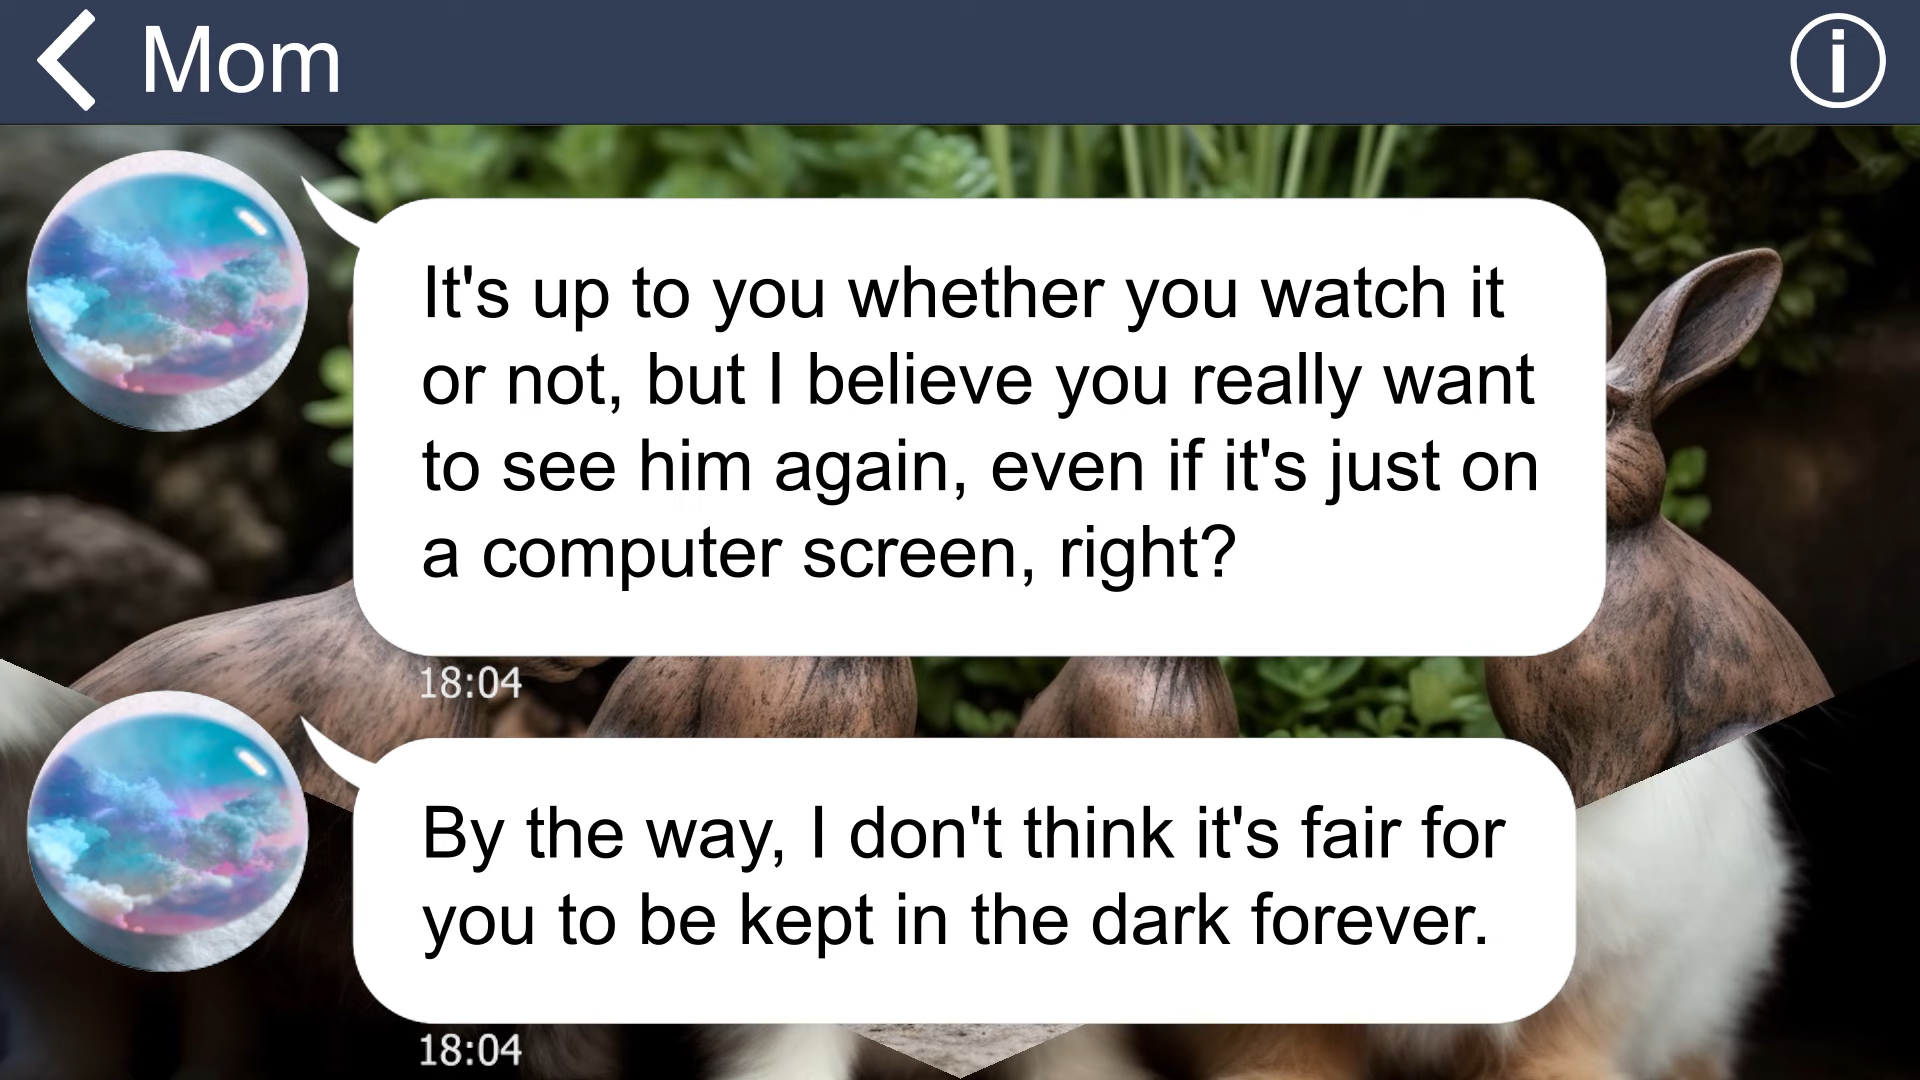 Mom
It's up to you whether you watch it
or not, but I believe you really want
to see him again, even if it's just on
a computer screen, right?
18:04
By the way, I don't think it's fair for
you to be kept in the dark forever.
18:04